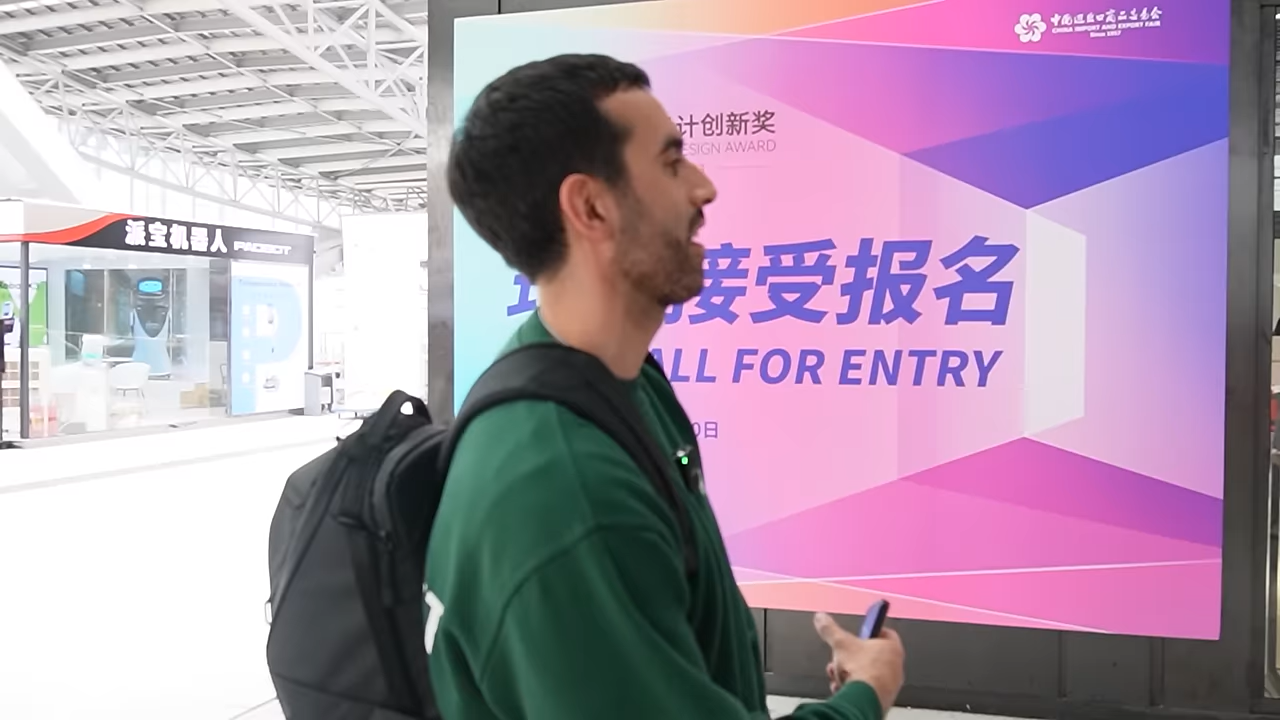 中国进出口商品交易会
CHINA IMPORT AND EXPORT FAIR
Since 1957
计创新奖
ESIGN AWARD
接受报名
ALL FOR ENTRY
0日
派宝机器人 PADBOT